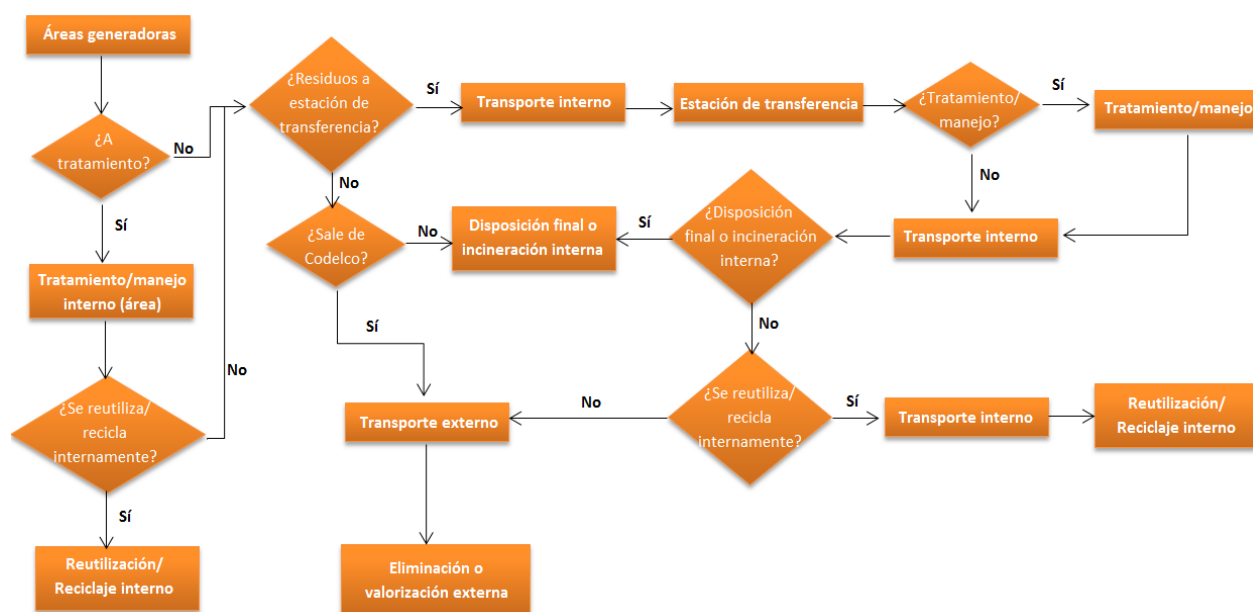 Áreas generadoras
¿A
tratamiento?
No
Sí
Tratamiento/manejo
interno (área)
¿Se reutiliza/
recicla
internamente?
No
Sí
Reutilización/
Reciclaje interno
¿Residuos a
estación de
transferencia?
Sí
Transporte interno
Estación de transferencia
¿Tratamiento/
manejo?
Sí
Tratamiento/manejo
No
No
¿Sale de
Codelco?
No
Disposición final o
incineración interna
Sí
¿Disposición
final o incineración
interna?
Transporte interno
Sí
No
Transporte externo
No
¿Se reutiliza/
recicla
internamente?
Sí
Transporte interno
Reutilización/
Reciclaje interno
Eliminación o
valorización externa